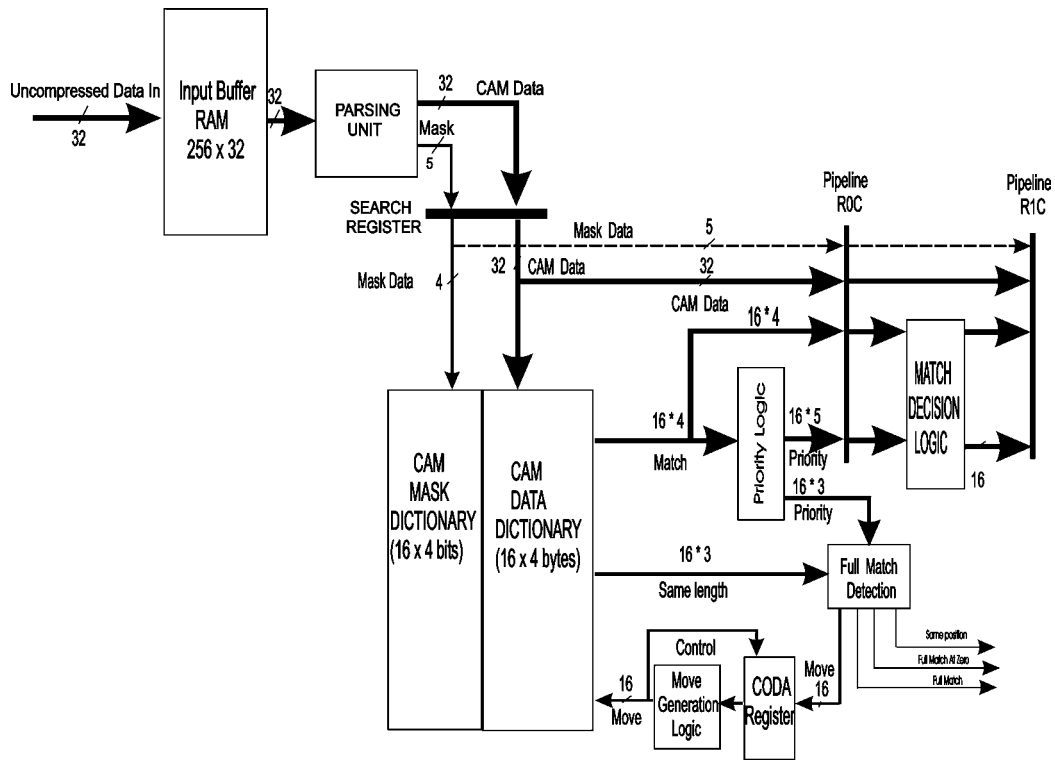 Uncompressed Data In
32
Input Buffer
RAM
256 x 32
32
PARSING
UNIT
32
CAM Data
Mask
5
SEARCH
REGISTER
Pipeline
R0C
Pipeline
R1C
Mask Data
5
Mask Data
4
32
CAM Data
32
CAM Data
16 * 4
16 * 4
Match
Priority Logic
16 * 5
Priority
16 * 3
Priority
MATCH
DECISION
LOGIC
16
CAM
MASK
DICTIONARY
(16 x 4 bits)
CAM
DATA
DICTIONARY
(16 x 4 bytes)
16 * 3
Same length
Full Match
Detection
Same position
Full Match At Zero
Full Match
Control
16
Move
Move
Generation
Logic
CODA
Register
Move
16